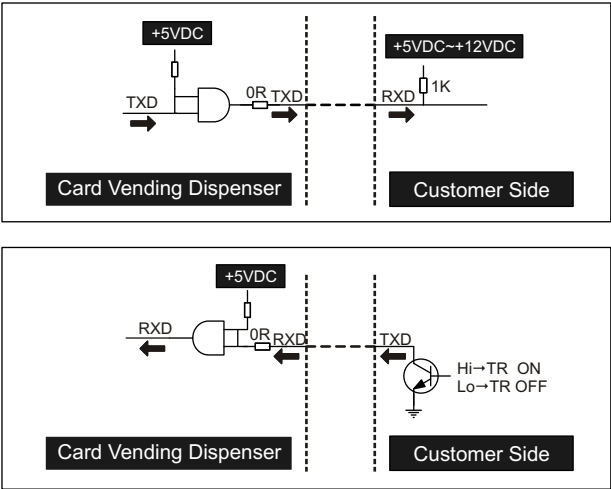 +5VDC
+5VDC~+12VDC
TXD
0R TXD
RXD
1K
Card Vending Dispenser
Customer Side
+5VDC
RXD
0R RXD
TXD
Hi→TR ON
Lo→TR OFF
Card Vending Dispenser
Customer Side